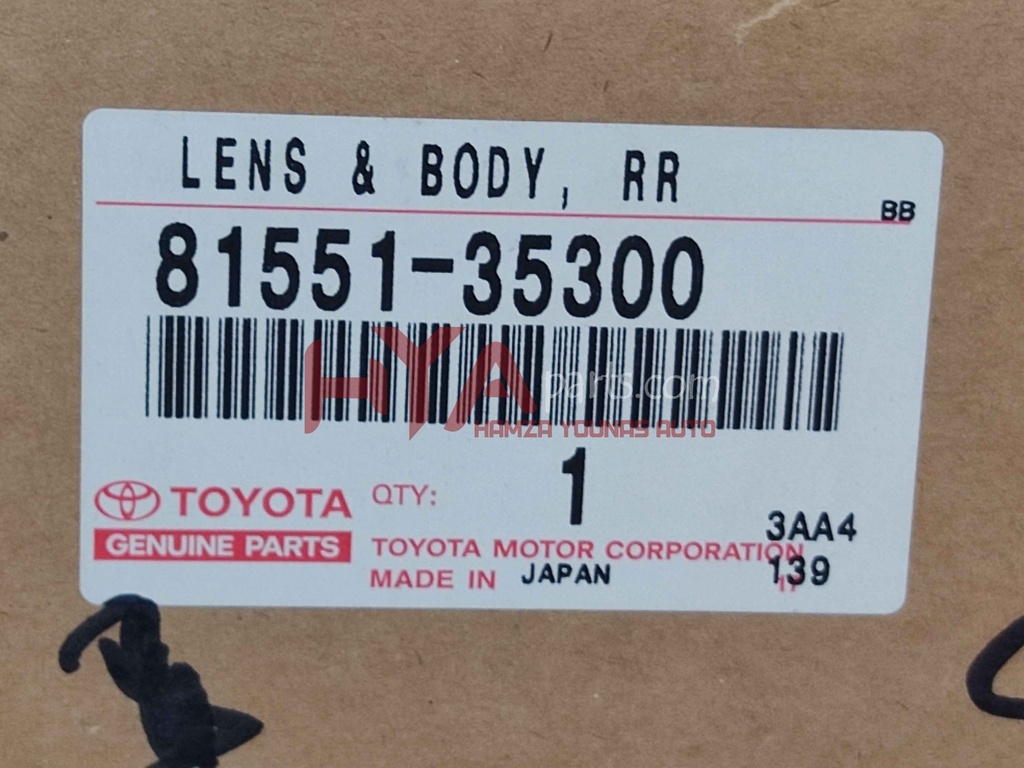 LENS & BODY, RR
BB
81551-35300
HYA parts.com
HAMZA YOUNAS AUTO
TOYOTA
GENUINE PARTS
QTY: 1
TOYOTA MOTOR CORPORATION
MADE IN JAPAN
3AA4
139
17